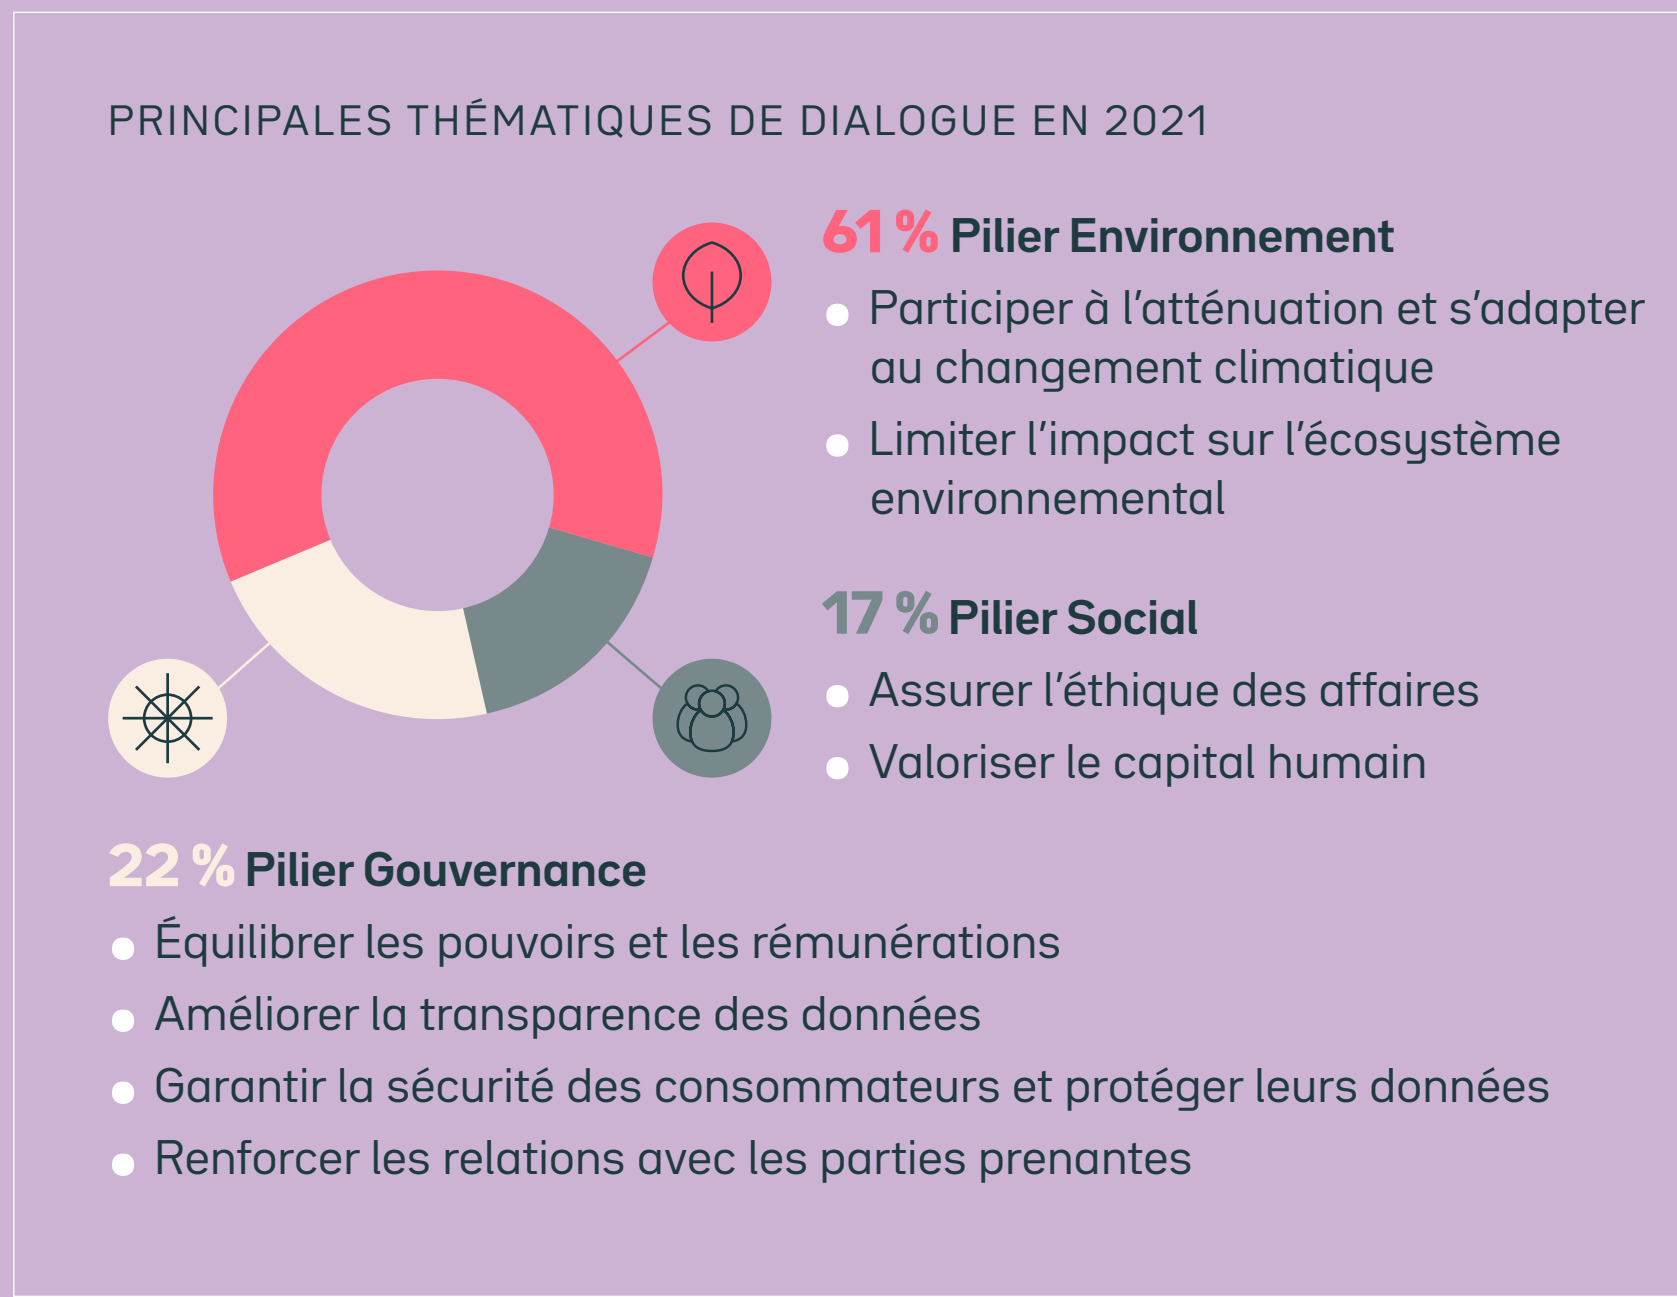 PRINCIPALES THÉMATIQUES DE DIALOGUE EN 2021
61 % Pilier Environnement
Participer à l’atténuation et s’adapter
au changement climatique
Limiter l’impact sur l’écosystème
environnemental
17 % Pilier Social
Assurer l’éthique des affaires
Valoriser le capital humain
22 % Pilier Gouvernance
Équilibrer les pouvoirs et les rémunérations
Améliorer la transparence des données
Garantir la sécurité des consommateurs et protéger leurs données
Renforcer les relations avec les parties prenantes